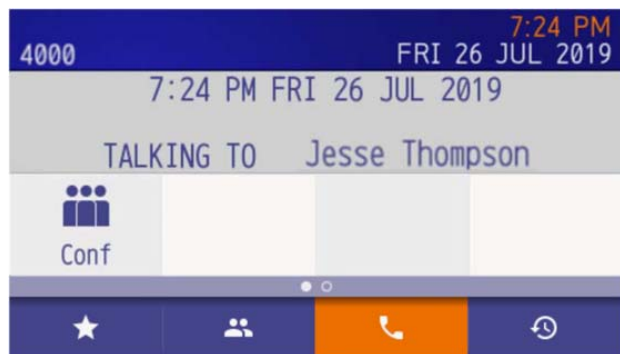 7:24 PM
4000 FRI 26 JUL 2019
7:24 PM FRI 26 JUL 2019
TALKING TO Jesse Thompson
Conf